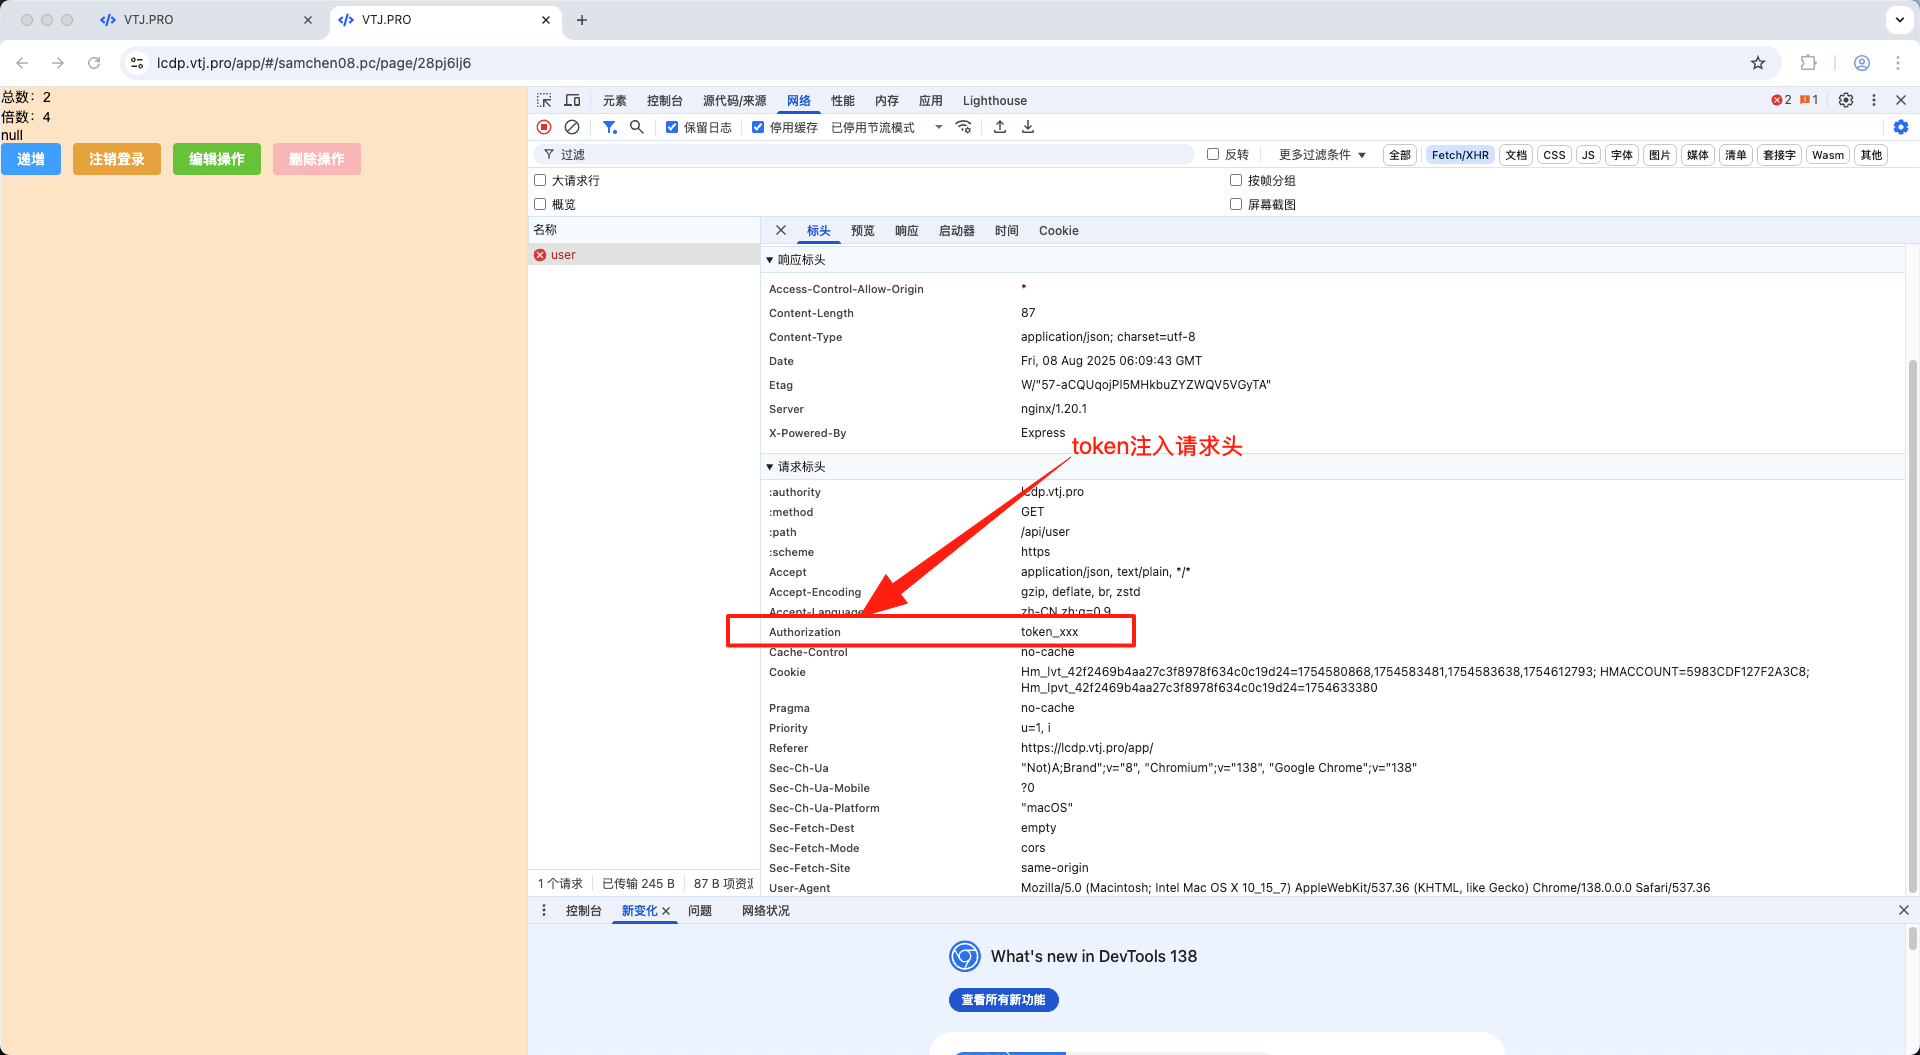 VTJ.PRO
VTJ.PRO
lcdp.vtj.pro/app/#/samchen08.pc/page/28pj6lj6
总数：2
倍数：4
null
递增 注销登录 编辑操作 删除操作
元素 控制台 源代码/来源 网络 性能 内存 应用 Lighthouse 2 1
保留日志 停用缓存 已停用节流模式
过滤 反转 更多过滤条件 全部 Fetch/XHR 文档 CSS JS 字体 图片 媒体 清单 套接字 Wasm 其他
大请求行 按帧分组
概览 屏幕截图
名称
user
标头 预览 响应 启动器 时间 Cookie
响应标头
Access-Control-Allow-Origin *
Content-Length 87
Content-Type application/json; charset=utf-8
Date Fri, 08 Aug 2025 06:09:43 GMT
Etag W/"57-aCQUqojPl5MHkbuZYZWQV5VGyTA"
Server nginx/1.20.1
X-Powered-By Express
token注入请求头
请求标头
:authority lcdp.vtj.pro
:method GET
:path /api/user
:scheme https
Accept application/json, text/plain, */*
Accept-Encoding gzip, deflate, br, zstd
Accept-Language zh-CN,zh;q=0.9
Authorization token_xxx
Cache-Control no-cache
Cookie Hm_lvt_42f2469b4aa27c3f8978f634c0c19d24=1754580868,1754583481,1754583638,1754612793; HMACCOUNT=5983CDF127F2A3C8;
Hm_lpvt_42f2469b4aa27c3f8978f634c0c19d24=1754633380
Pragma no-cache
Priority u=1, i
Referer https://lcdp.vtj.pro/app/
Sec-Ch-Ua "Not)A;Brand";v="8", "Chromium";v="138", "Google Chrome";v="138"
Sec-Ch-Ua-Mobile ?0
Sec-Ch-Ua-Platform "macOS"
Sec-Fetch-Dest empty
Sec-Fetch-Mode cors
Sec-Fetch-Site same-origin
User-Agent Mozilla/5.0 (Macintosh; Intel Mac OS X 10_15_7) AppleWebKit/537.36 (KHTML, like Gecko) Chrome/138.0.0.0 Safari/537.36
1 个请求 已传输 245 B 87 B 项资源
控制台 新变化 问题 网络状况
What's new in DevTools 138
查看所有新功能